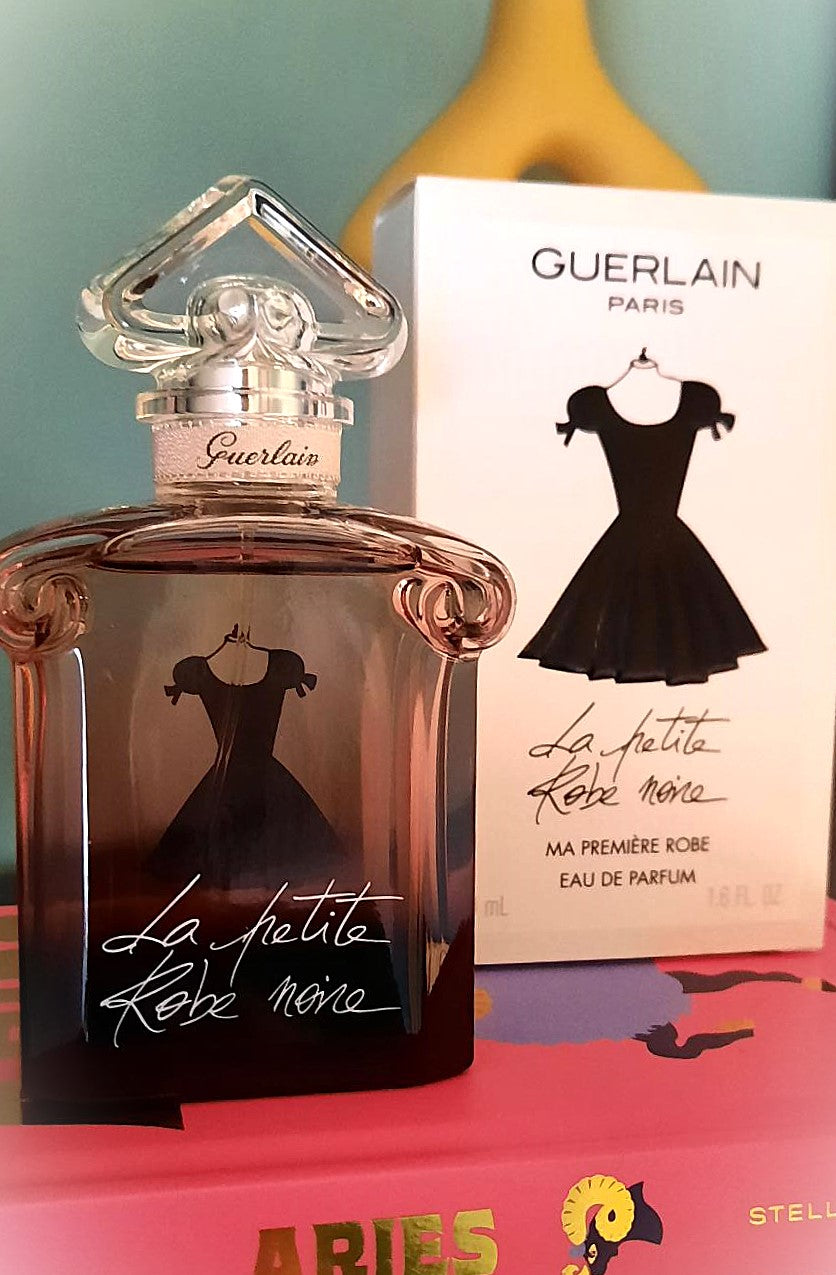 Guerlain
La petite
Robe noire
GUERLAIN
PARIS
La petite
Robe noire
MA PREMIÈRE ROBE
EAU DE PARFUM
mL
1.6 FL. OZ
ARIES